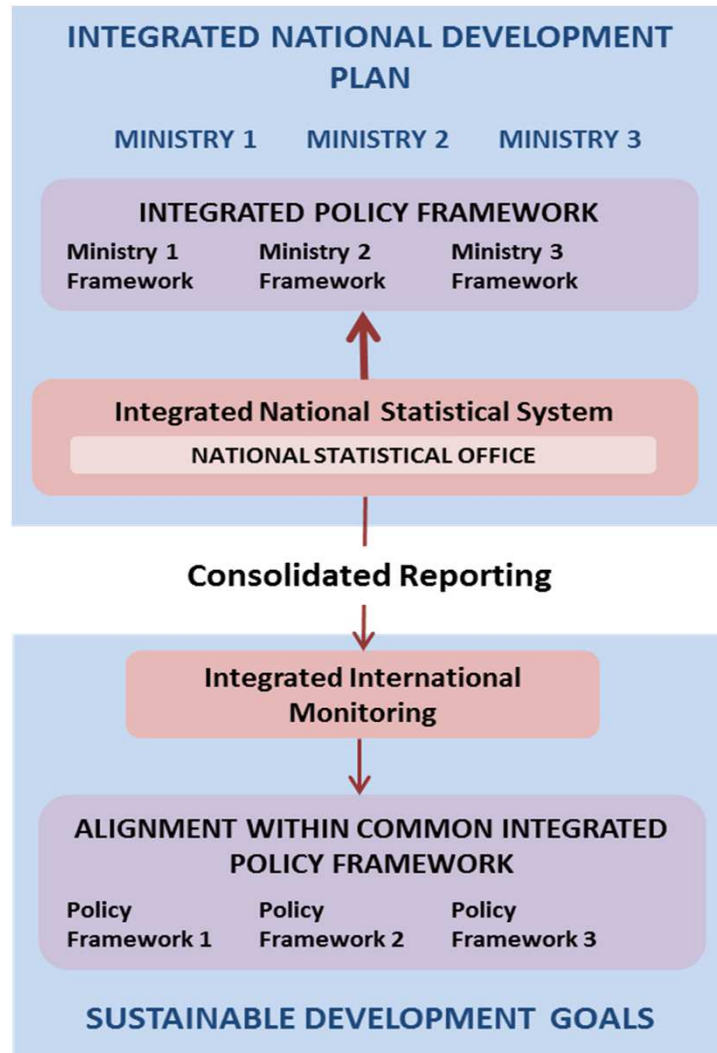 INTEGRATED NATIONAL DEVELOPMENT
PLAN
MINISTRY 1 MINISTRY 2 MINISTRY 3
INTEGRATED POLICY FRAMEWORK
Ministry 1 Ministry 2 Ministry 3
Framework Framework Framework
Integrated National Statistical System
NATIONAL STATISTICAL OFFICE
Consolidated Reporting
Integrated International
Monitoring
ALIGNMENT WITHIN COMMON INTEGRATED
POLICY FRAMEWORK
Policy Policy Policy
Framework 1 Framework 2 Framework 3
SUSTAINABLE DEVELOPMENT GOALS